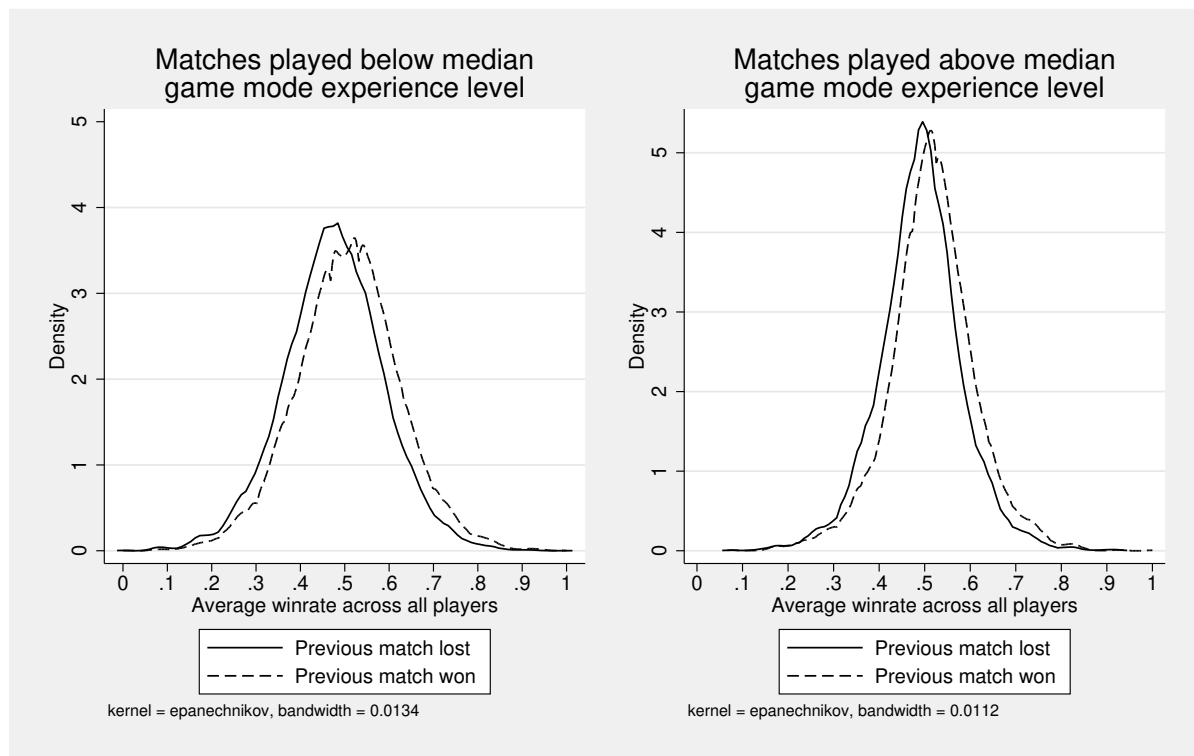 Matches played below median
game mode experience level
5
4
3
2
1
0
Density
0 .1 .2 .3 .4 .5 .6 .7 .8 .9 1
Average winrate across all players
Previous match lost
Previous match won
kernel = epanechnikov, bandwidth = 0.0134
Matches played above median
game mode experience level
5
4
3
2
1
0
Density
0 .1 .2 .3 .4 .5 .6 .7 .8 .9 1
Average winrate across all players
Previous match lost
Previous match won
kernel = epanechnikov, bandwidth = 0.0112